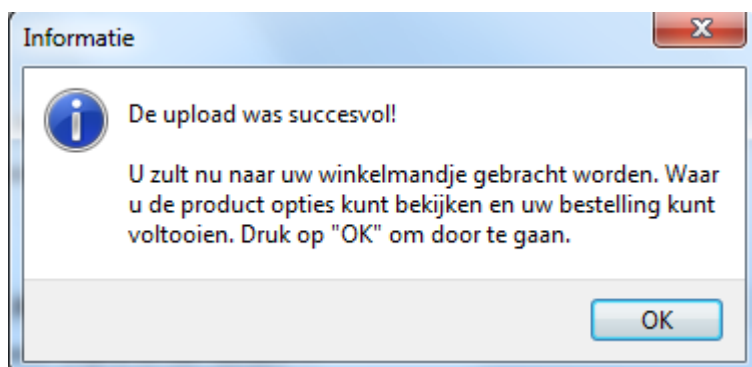 Informatie
De upload was succesvol!
U zult nu naar uw winkelmandje gebracht worden. Waar
u de product opties kunt bekijken en uw bestelling kunt
voltooien. Druk op "OK" om door te gaan.
OK